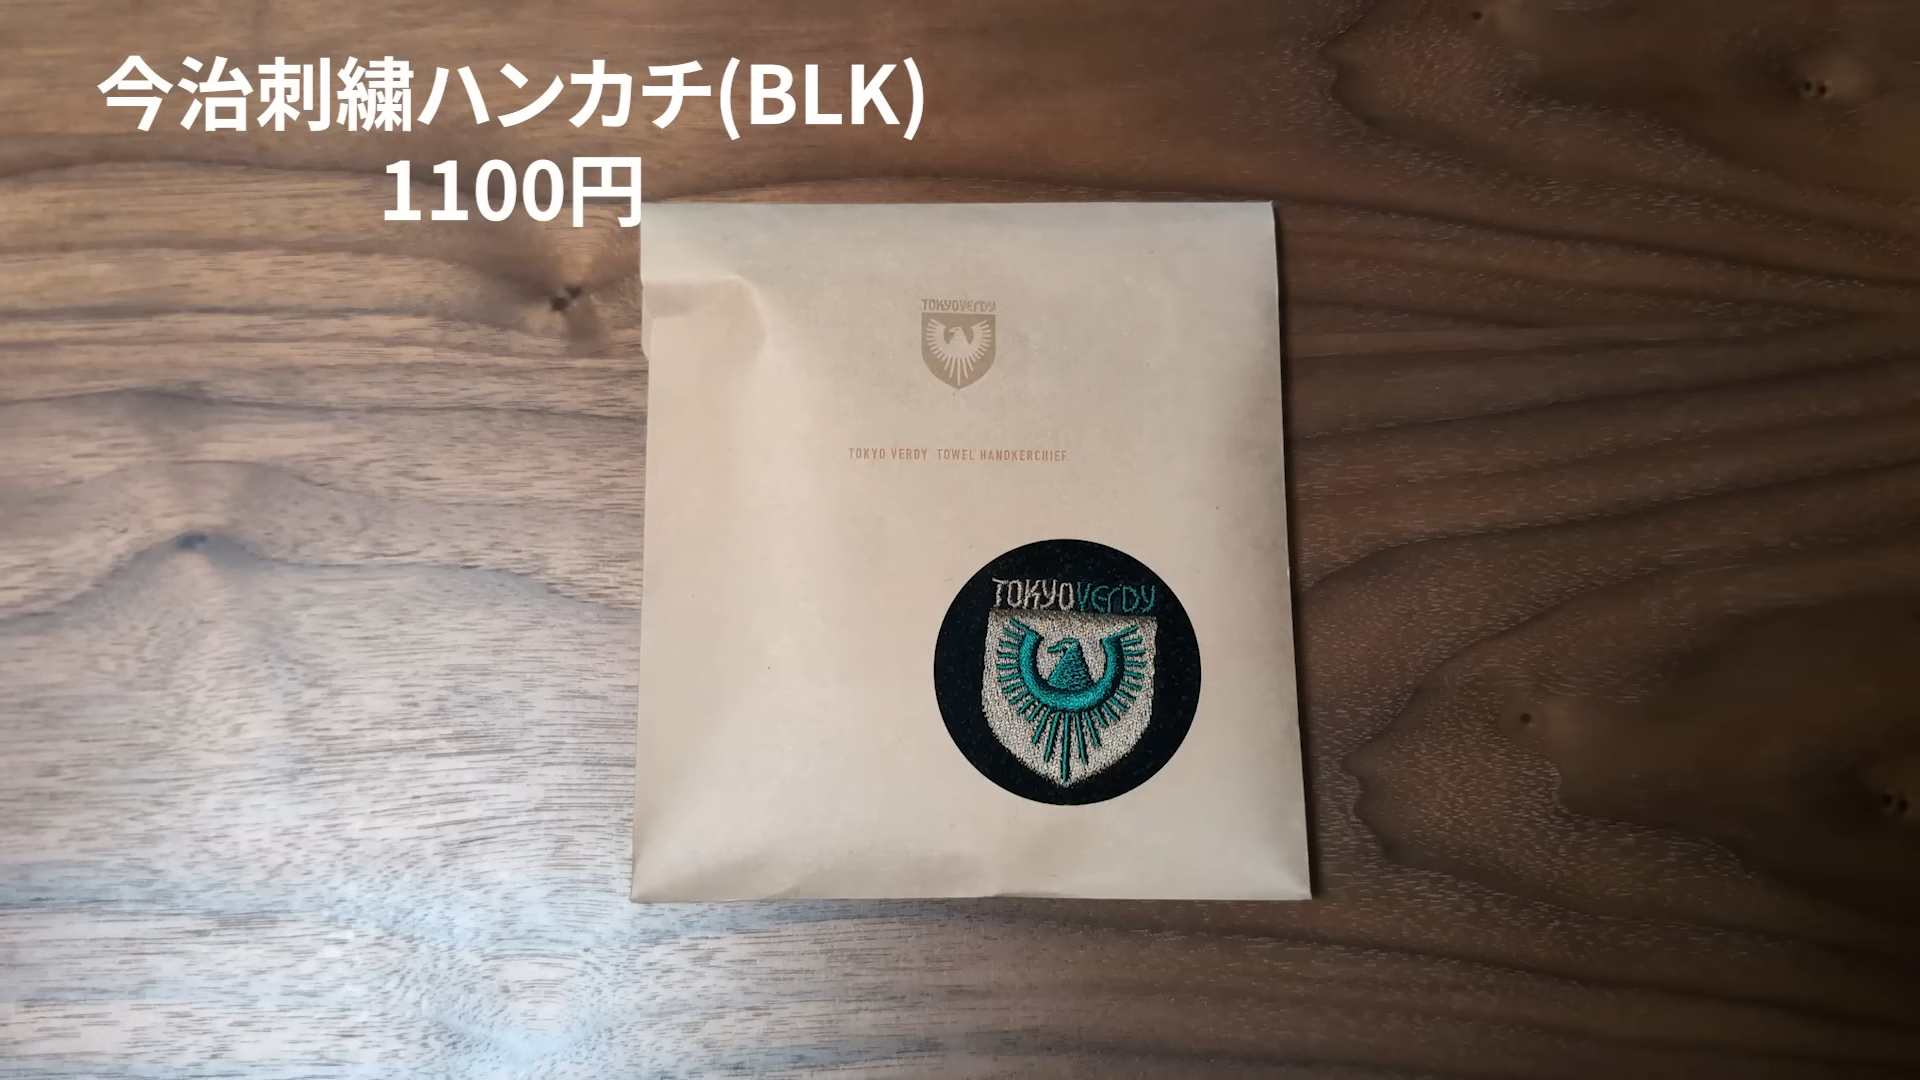 今治刺繍ハンカチ(BLK)
1100円
TOKYOVERDY
TOKYO VERDY TOWEL HANDKERCHIEF
TOKYOVERDY